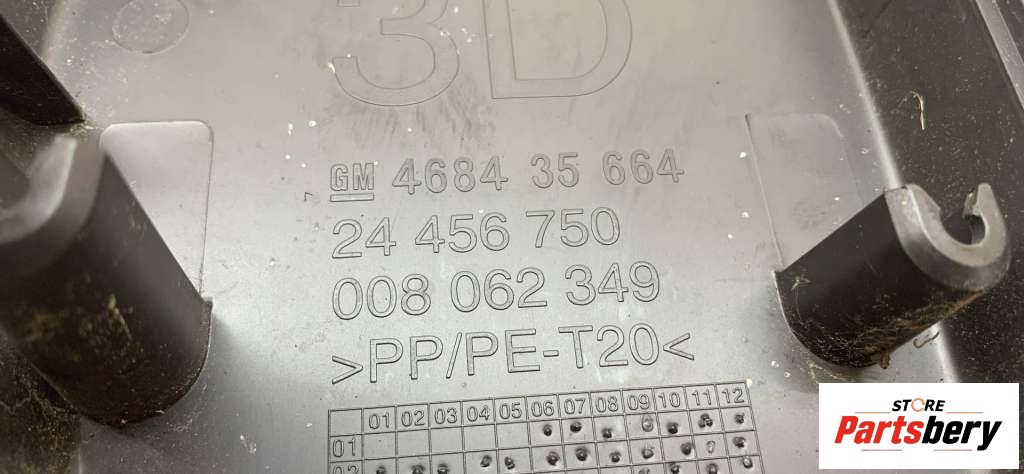 3D
GM 4684 35 664
24 456 750
008 062 349
>PP/PE-T20<
01 02 03 04 05 06 07 08 09 10 11 12
01
STORE
Partsbery